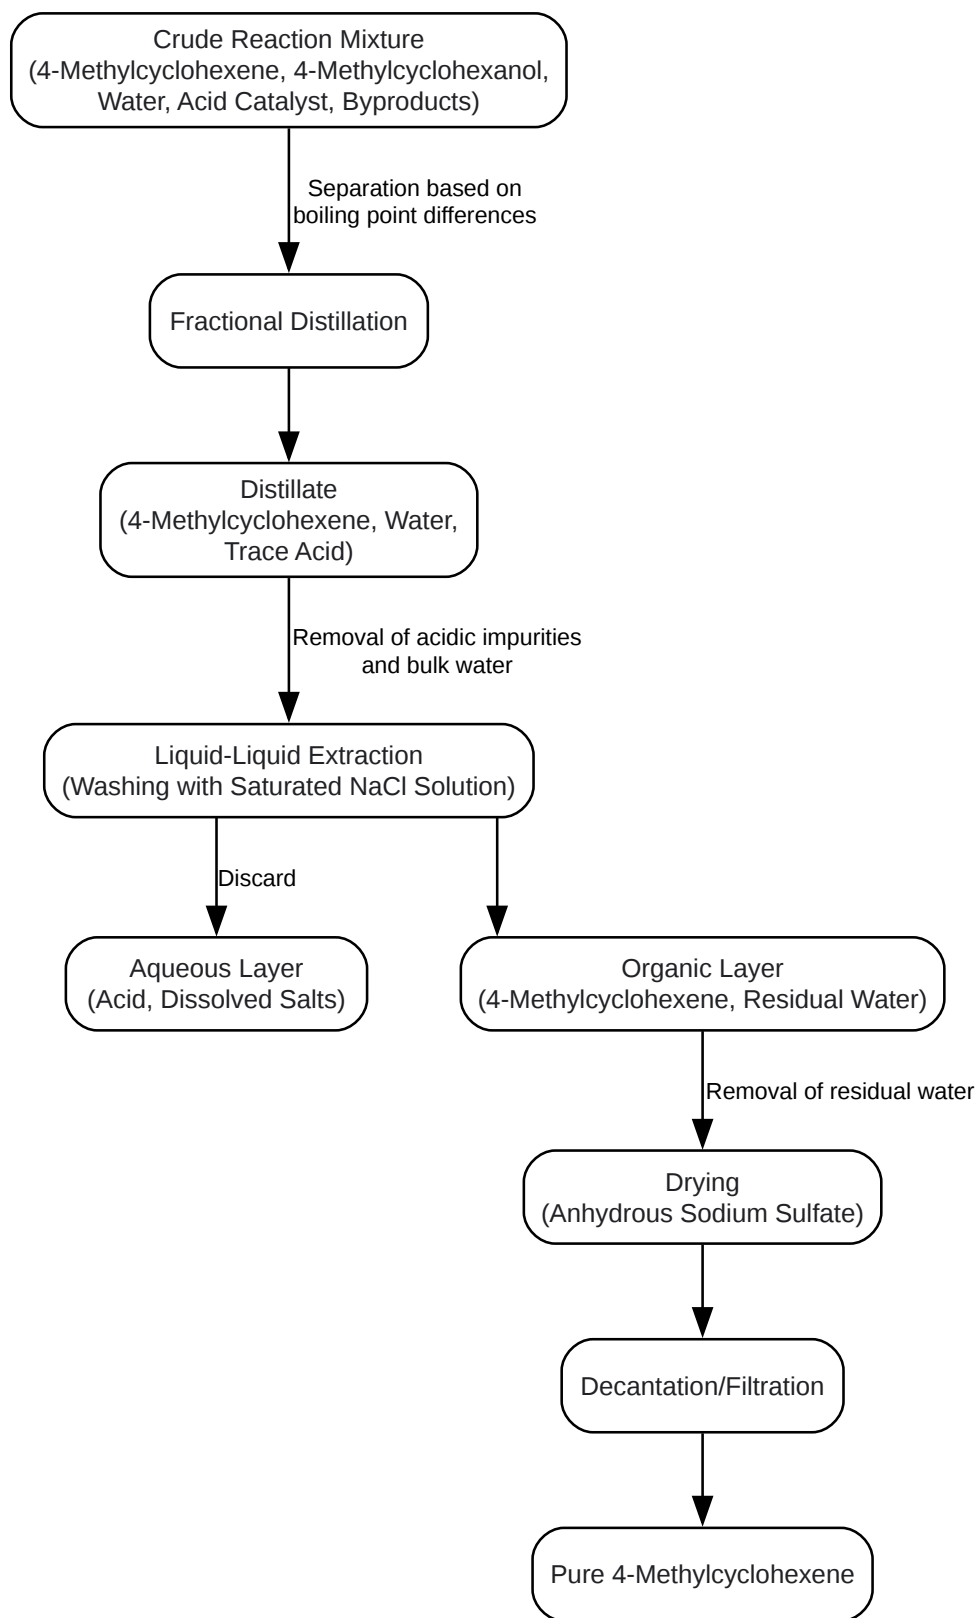 Crude Reaction Mixture
(4-Methylcyclohexene, 4-Methylcyclohexanol,
Water, Acid Catalyst, Byproducts)
Separation based on
boiling point differences
Fractional Distillation
Distillate
(4-Methylcyclohexene, Water,
Trace Acid)
Removal of acidic impurities
and bulk water
Liquid-Liquid Extraction
(Washing with Saturated NaCl Solution)
Discard
Aqueous Layer
(Acid, Dissolved Salts)
Organic Layer
(4-Methylcyclohexene, Residual Water)
Removal of residual water
Drying
(Anhydrous Sodium Sulfate)
Decantation/Filtration
Pure 4-Methylcyclohexene